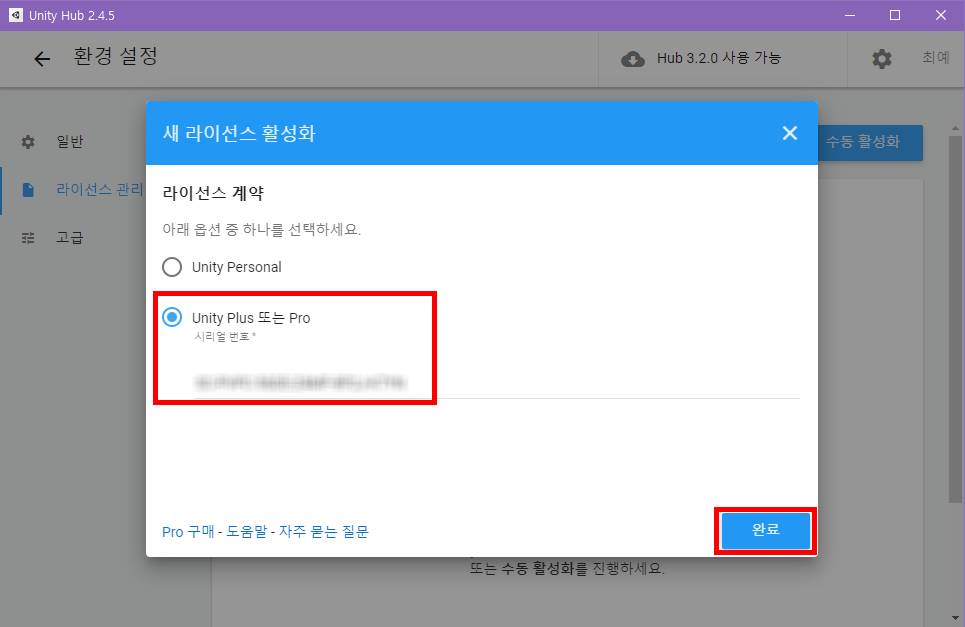 Unity Hub 2.4.5
환경 설정
Hub 3.2.0 사용 가능
최예
일반
라이선스 관리
고급
수동 활성화
새 라이선스 활성화
라이선스 계약
아래 옵션 중 하나를 선택하세요.
Unity Personal
Unity Plus 또는 Pro
시리얼 번호 *
Pro 구매 - 도움말 - 자주 묻는 질문
완료
또는 수동 활성화를 진행하세요.